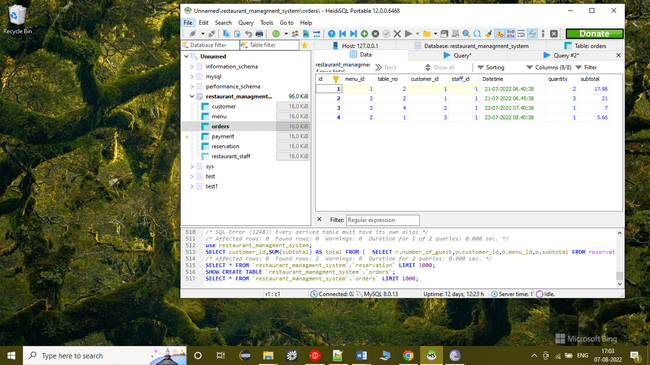 Recycle Bin
Unnamed\restaurant_managment_system\orders\ - HeidiSQL Portable 12.0.0.6468
File Edit Search Query Tools Go to Help
Donate
Database filter Table filter
Host: 127.0.0.1 Database: restaurant_managment_system Table: orders
Data Query* Query #2*
restaurant_managmen
Next Show all Sorting Columns (8/8) Filter
Unnamed
information_schema
mysql
performance_schema
restaurant_managment... 96.0 KiB
customer 16,0 KiB
menu 16,0 KiB
orders 16,0 KiB
payment 16,0 KiB
reservation 16,0 KiB
restaurant_staff 16,0 KiB
sys
test
test1
id menu_id table_no customer_id staff_id Datetime quantity subtotal
1 1 2 1 1 21-07-2022 06.40:38 2 17.98
2 3 2 1 1 21-07-2022 06.45:38 3 21
3 3 4 2 1 22-07-2022 07.40:38 1 7
4 2 1 3 1 23-07-2022 08.40:38 1 5.66
Filter: Regular expression
510 /* SQL Error (1248): Every derived table must have its own alias */
511 /* Affected rows: 0 Found rows: 0 Warnings: 0 Duration for 1 of 2 queries: 0.000 sec. */
512 use restaurant_managment_system;
513 SELECT customer_id,SUM(subtotal) AS total FROM ( SELECT r.number_of_guest,o.customer_id,o.menu_id,o.subtotal FROM reservat
514 /* Affected rows: 0 Found rows: 2 Warnings: 0 Duration for 2 queries: 0.000 sec. */
515 SELECT * FROM `restaurant_managment_system`.`reservation` LIMIT 1000;
516 SHOW CREATE TABLE `restaurant_managment_system`.`orders`;
517 SELECT * FROM `restaurant_managment_system`.`orders` LIMIT 1000;
r1 : c1 Connected: 02 MySQL 8.0.13 Uptime: 12 days, 12:23 h Server time: 1 Idle.
Microsoft Bing
Type here to search
ENG
17:03
07-08-2022